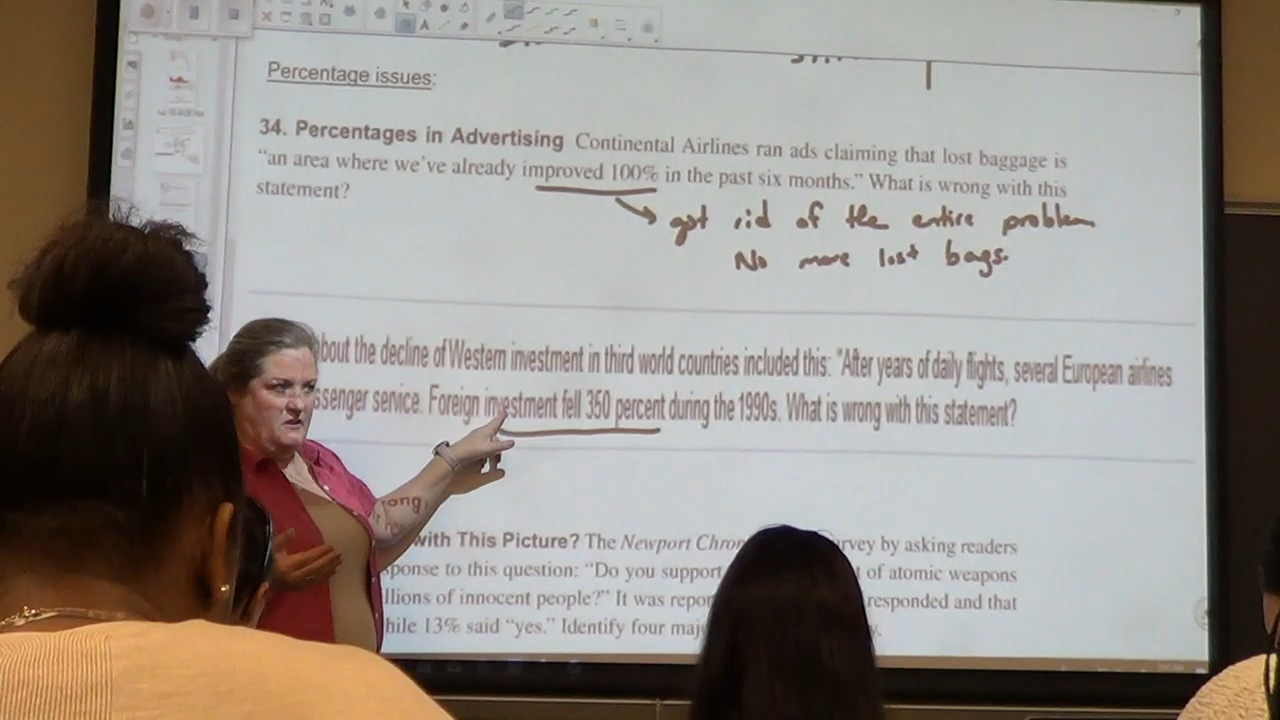 Percentage issues:
34. Percentages in Advertising Continental Airlines ran ads claiming that lost baggage is
"an area where we've already improved 100% in the past six months." What is wrong with this
statement?
got rid of the entire problem
No more lost bags.
bout the decline of Western investment in third world countries included this: "After years of daily flights, several European airlines
ssenger service. Foreign investment fell 350 percent during the 1990s. What is wrong with this statement?
with This Picture? The Newport Chron rvey by asking readers
sponse to this question: "Do you support of atomic weapons
llions of innocent people?" It was repor responded and that
hile 13% said "yes." Identify four maj